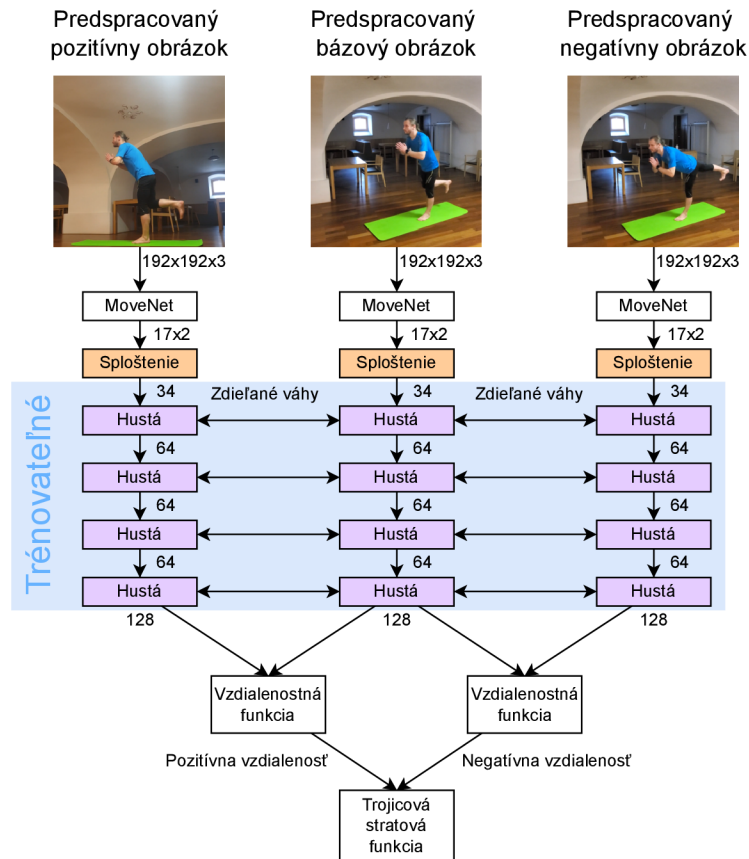 Predspracovaný
pozitívny obrázok
Predspracovaný
bázový obrázok
Predspracovaný
negatívny obrázok
192x192x3
192x192x3
192x192x3
MoveNet
MoveNet
MoveNet
17x2
17x2
17x2
Sploštenie
Sploštenie
Sploštenie
Trénovateľné
34
Zdieľané váhy
34
Zdieľané váhy
34
Hustá
Hustá
Hustá
64
64
64
Hustá
Hustá
Hustá
64
64
64
Hustá
Hustá
Hustá
64
64
64
Hustá
Hustá
Hustá
128
128
128
Vzdialenostná
funkcia
Vzdialenostná
funkcia
Pozitívna vzdialenosť
Negatívna vzdialenosť
Trojicová
stratová
funkcia